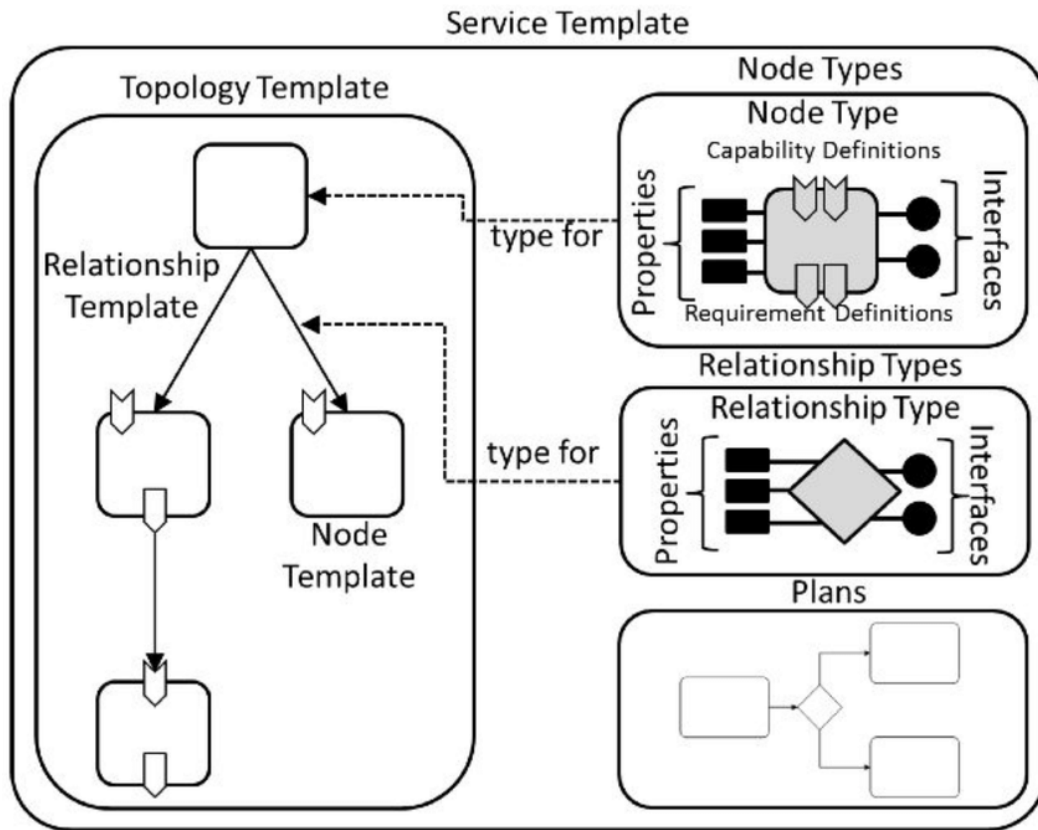 Service Template
Topology Template
Relationship
Template
Node
Template
type for
type for
Node Types
Node Type
Capability Definitions
Properties
Interfaces
Requirement Definitions
Relationship Types
Relationship Type
Properties
Interfaces
Plans